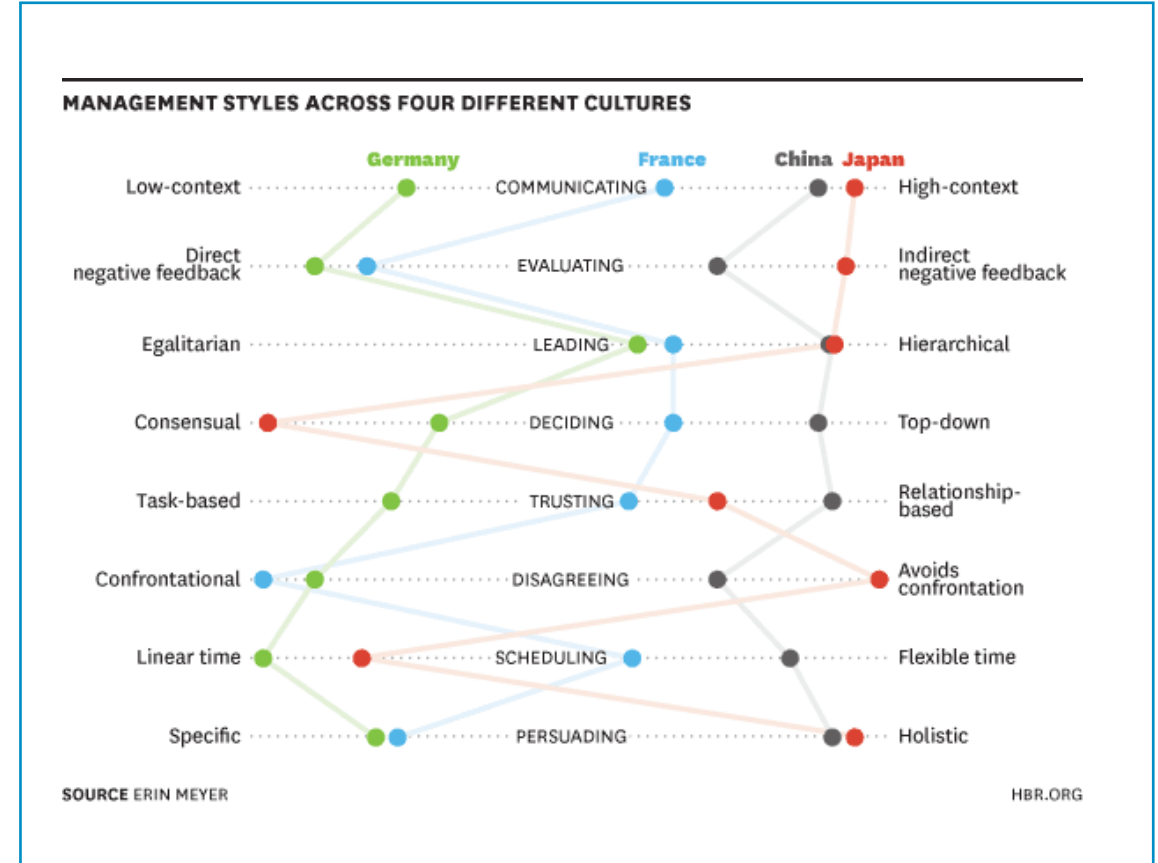 MANAGEMENT STYLES ACROSS FOUR DIFFERENT CULTURES
Germany France China Japan
Low-context COMMUNICATING High-context
Direct
negative feedback EVALUATING Indirect
negative feedback
Egalitarian LEADING Hierarchical
Consensual DECIDING Top-down
Task-based TRUSTING Relationship-
based
Confrontational DISAGREEING Avoids
confrontation
Linear time SCHEDULING Flexible time
Specific PERSUADING Holistic
SOURCE ERIN MEYER HBR.ORG